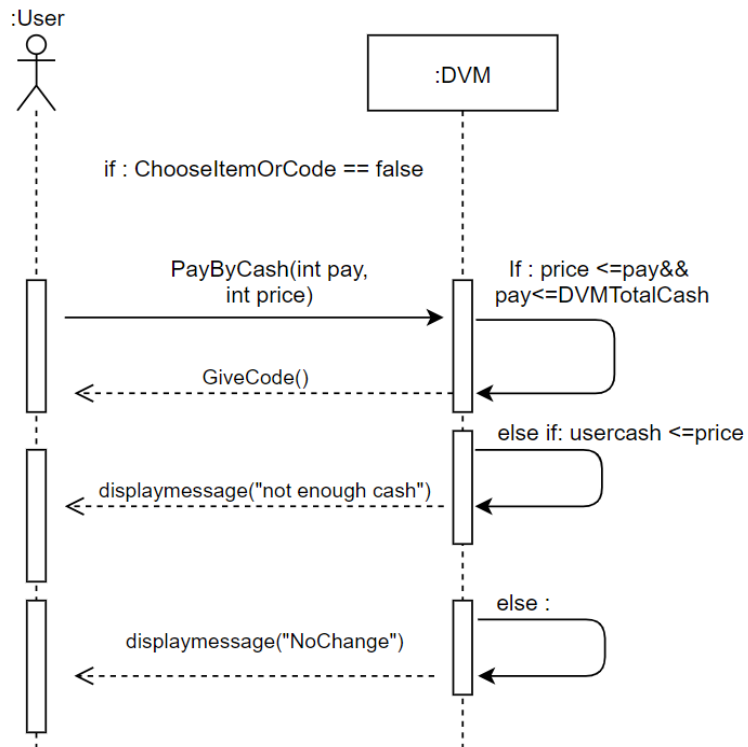 :User
:DVM
if : ChooseItemOrCode == false
PayByCash(int pay,
int price)
If : price <=pay&&
pay<=DVMTotalCash
GiveCode()
else if: usercash <=price
displaymessage("not enough cash")
else :
displaymessage("NoChange")